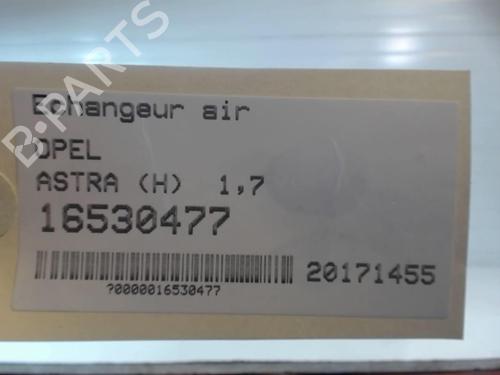 B-PARTS
Echangeur air
OPEL
ASTRA (H) 1,7
16530477
20171455
?0000016530477